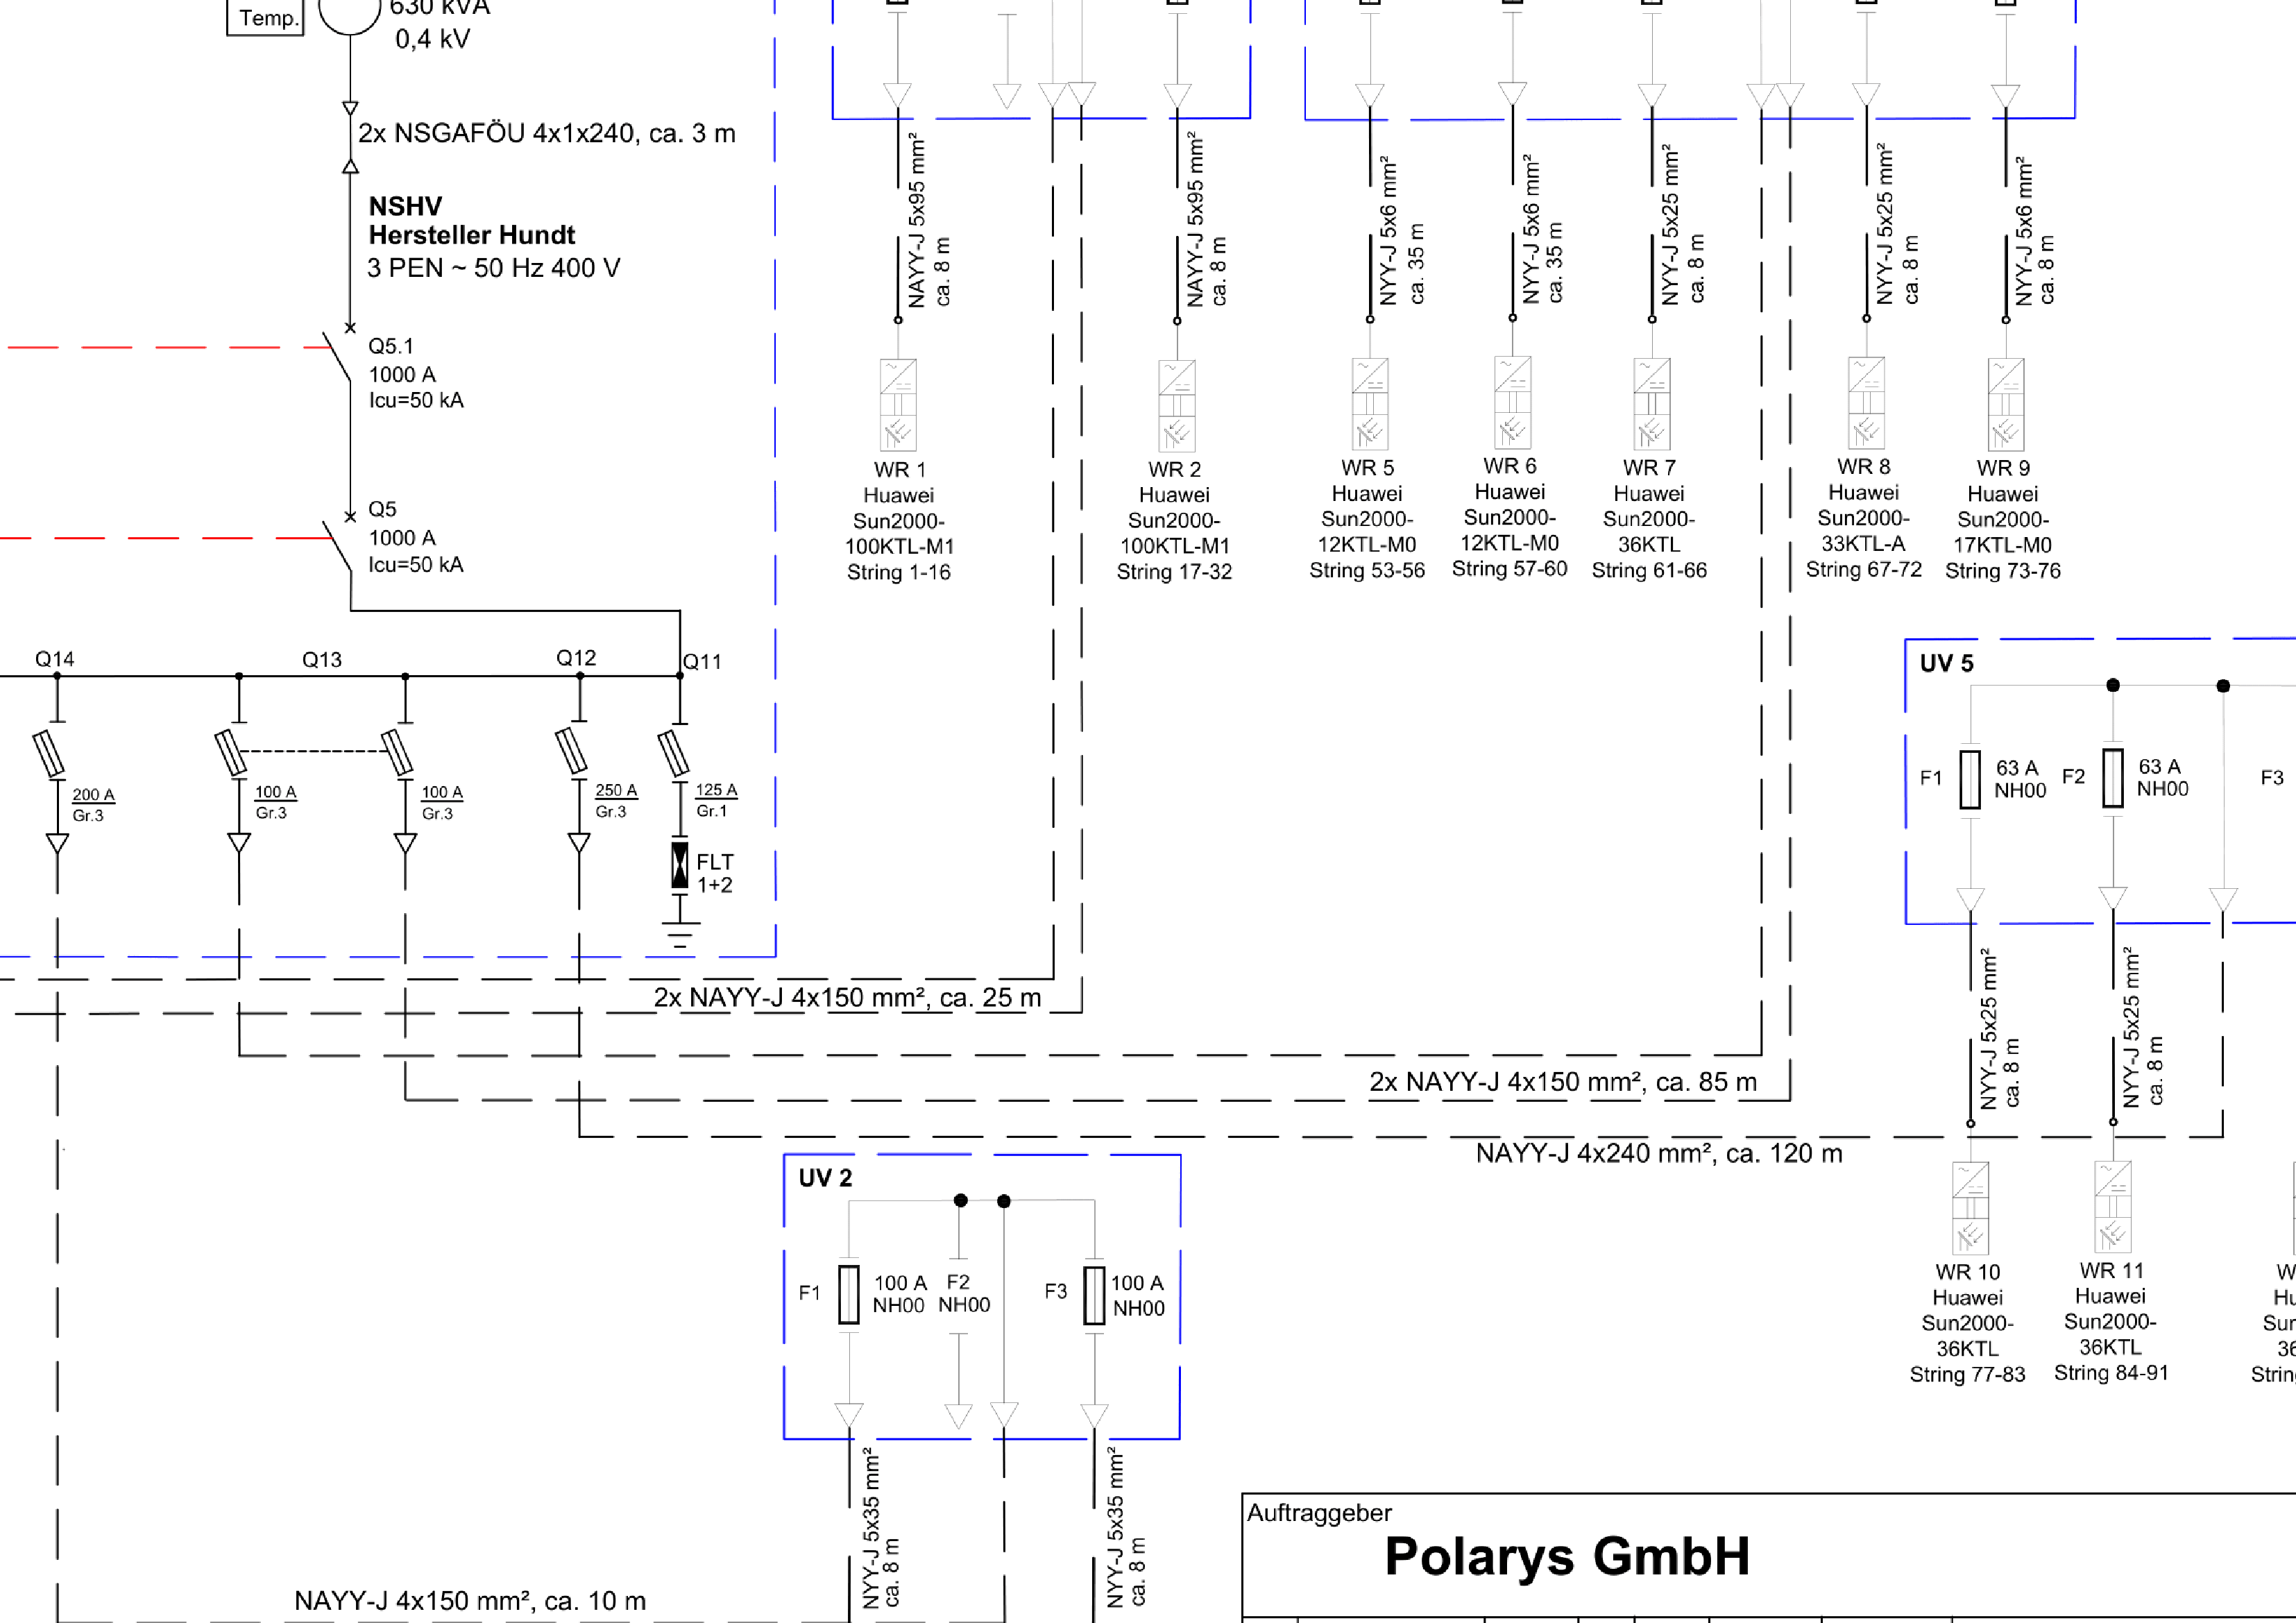 Temp.
630 kVA
0,4 kV
2x NSGAFÖU 4x1x240, ca. 3 m
NSHV
Hersteller Hundt
3 PEN ~ 50 Hz 400 V
Q5.1
1000 A
Icu=50 kA
Q5
1000 A
Icu=50 kA
Q14
Q13
Q12
Q11
200 A
Gr.3
100 A
Gr.3
100 A
Gr.3
250 A
Gr.3
125 A
Gr.1
FLT
1+2
NAYY-J 5x95 mm²
ca. 8 m
NAYY-J 5x95 mm²
ca. 8 m
NYY-J 5x6 mm²
ca. 35 m
NYY-J 5x6 mm²
ca. 35 m
NYY-J 5x25 mm²
ca. 8 m
NYY-J 5x25 mm²
ca. 8 m
NYY-J 5x6 mm²
ca. 8 m
WR 1
Huawei
Sun2000-
100KTL-M1
String 1-16
WR 2
Huawei
Sun2000-
100KTL-M1
String 17-32
WR 5
Huawei
Sun2000-
12KTL-M0
String 53-56
WR 6
Huawei
Sun2000-
12KTL-M0
String 57-60
WR 7
Huawei
Sun2000-
36KTL
String 61-66
WR 8
Huawei
Sun2000-
33KTL-A
String 67-72
WR 9
Huawei
Sun2000-
17KTL-M0
String 73-76
UV 5
F1
63 A
NH00
F2
63 A
NH00
F3
2x NAYY-J 4x150 mm², ca. 25 m
2x NAYY-J 4x150 mm², ca. 85 m
NAYY-J 4x240 mm², ca. 120 m
NYY-J 5x25 mm²
ca. 8 m
NYY-J 5x25 mm²
ca. 8 m
WR 10
Huawei
Sun2000-
36KTL
String 77-83
WR 11
Huawei
Sun2000-
36KTL
String 84-91
UV 2
F1
100 A
NH00
F2
NH00
F3
100 A
NH00
NYY-J 5x35 mm²
ca. 8 m
NYY-J 5x35 mm²
ca. 8 m
NAYY-J 4x150 mm², ca. 10 m
Auftraggeber
Polarys GmbH